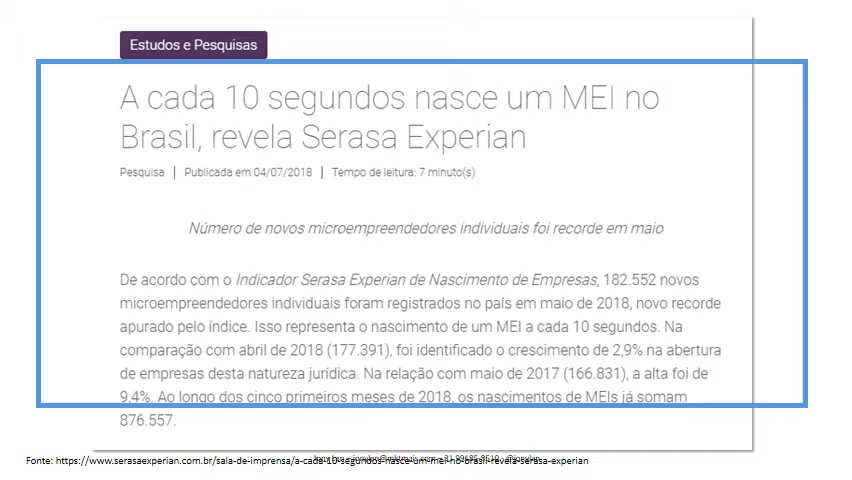 Estudos e Pesquisas
A cada 10 segundos nasce um MEI no
Brasil, revela Serasa Experian
Pesquisa | Publicada em 04/07/2018 | Tempo de leitura: 7 minuto(s)
Número de novos microempreendedores individuais foi recorde em maio
De acordo com o Indicador Serasa Experian de Nascimento de Empresas, 182.552 novos
microempreendedores individuais foram registrados no país em maio de 2018, novo recorde
apurado pelo índice. Isso representa o nascimento de um MEI a cada 10 segundos. Na
comparação com abril de 2018 (177.391), foi identificado o crescimento de 2,9% na abertura
de empresas desta natureza jurídica. Na relação com maio de 2017 (166.831), a alta foi de
9,4%. Ao longo dos cinco primeiros meses de 2018, os nascimentos de MEIs já somam
876.557.
Fonte: https://www.serasaexperian.com.br/sala-de-imprensa/a-cada-10-segundos-nasce-um-mei-no-brasil-revela-serasa-experian